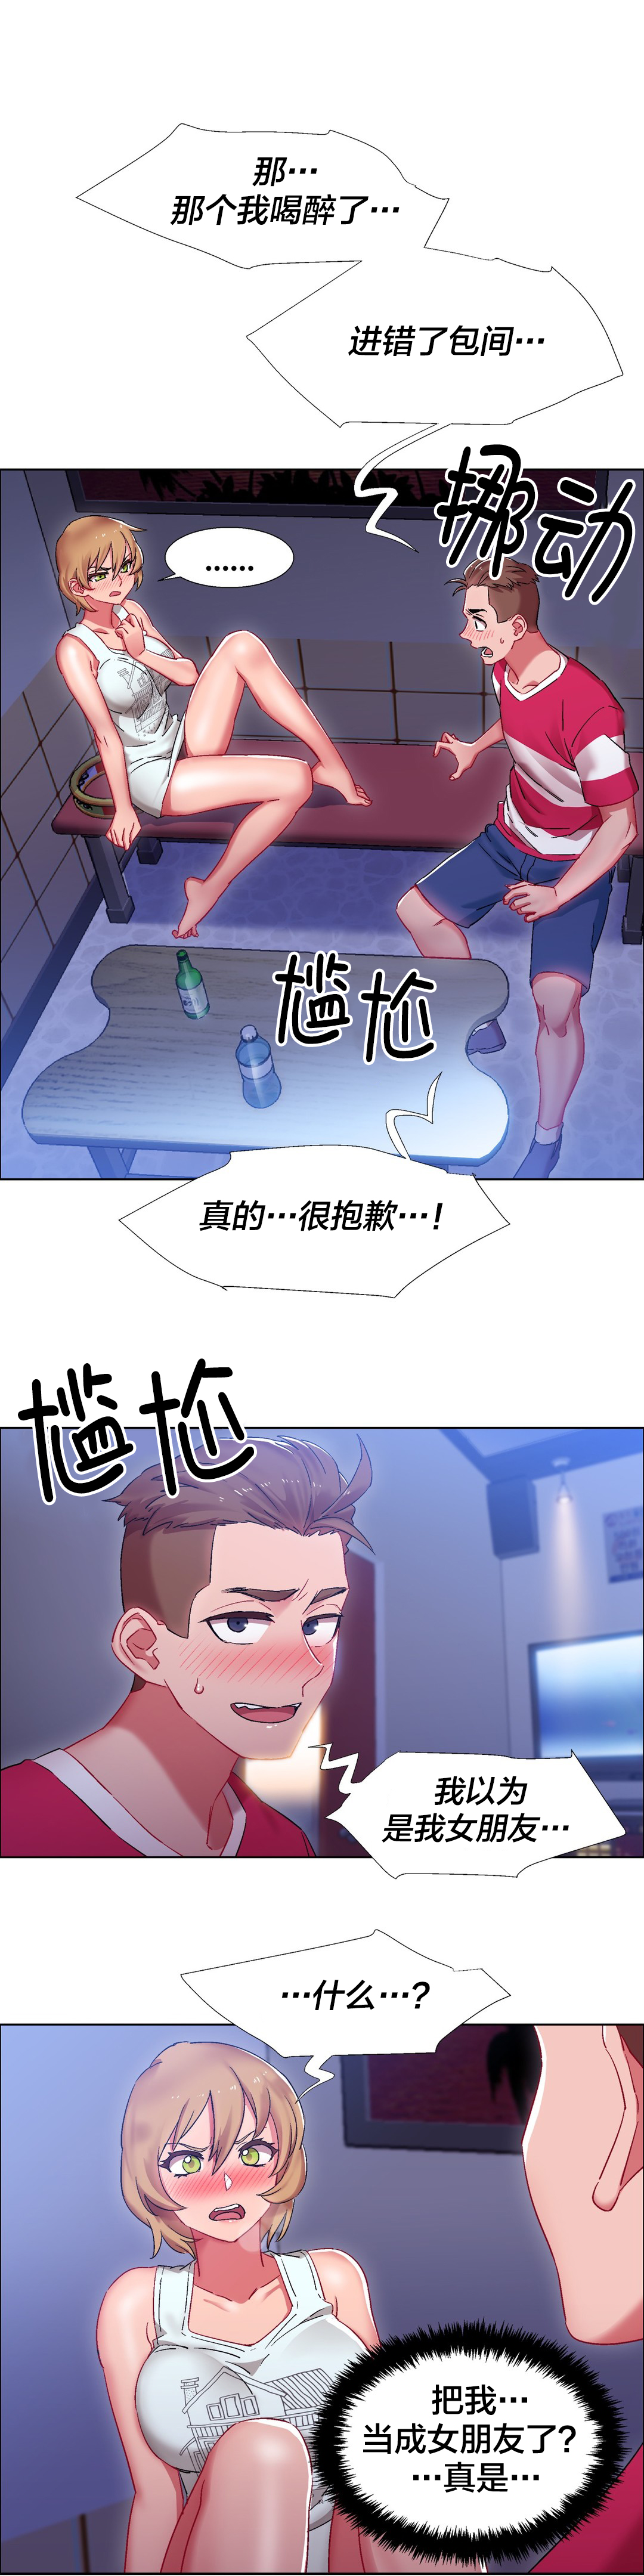 那…
那个我喝醉了…
进错了包间…
挪动
……
尴尬
真的…很抱歉…!
尴尬
我以为
是我女朋友…
…什么…?
把我…
当成女朋友了?
…真是…